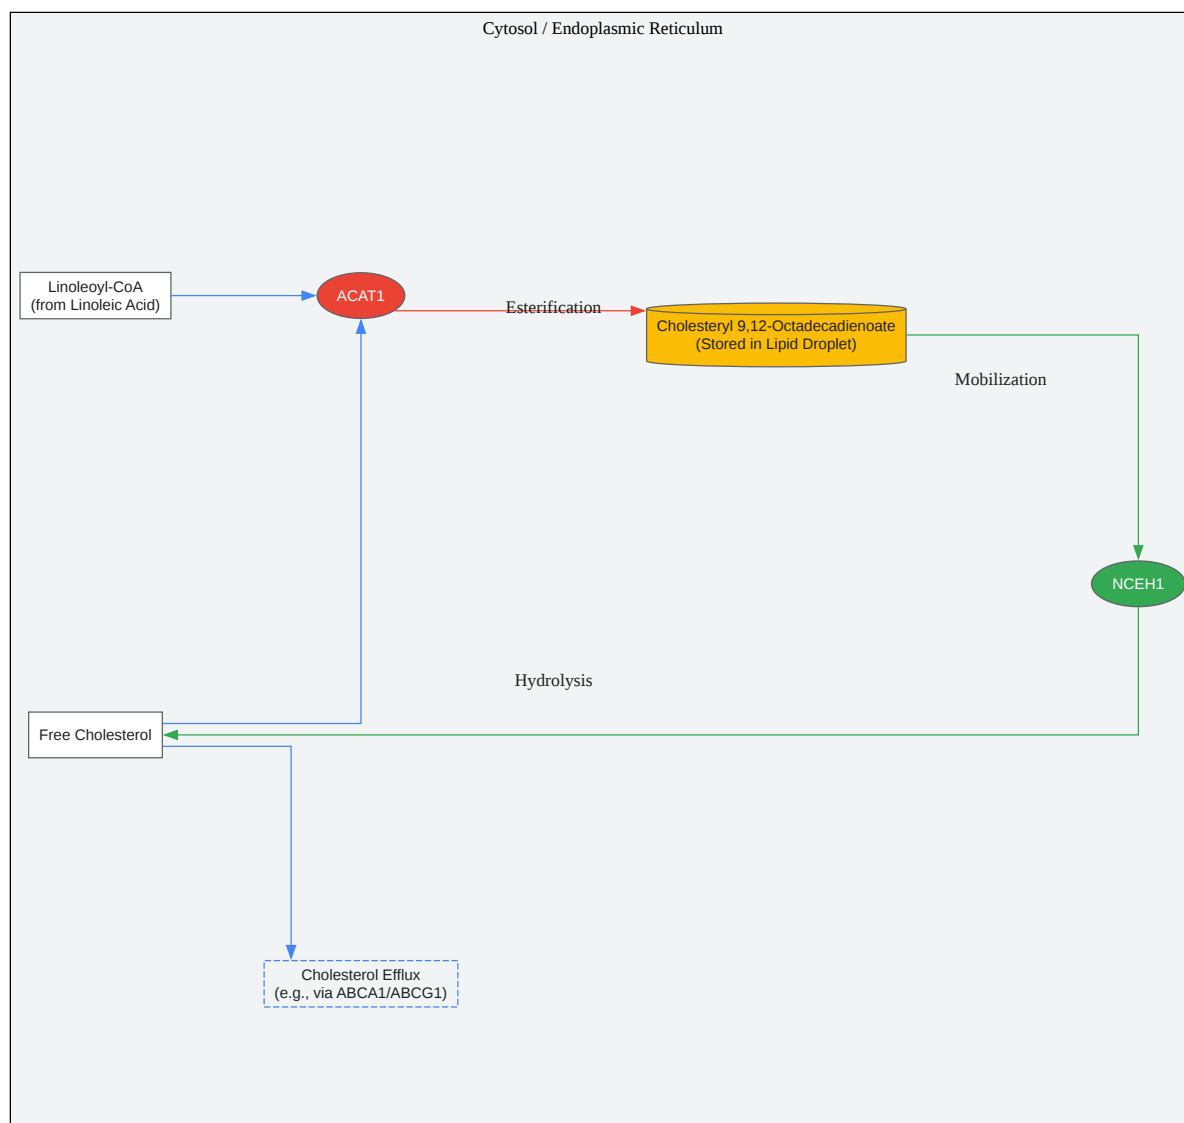 Cytosol / Endoplasmic Reticulum
Linoleoyl-CoA
(from Linoleic Acid)
ACAT1
Esterification
Cholesteryl 9,12-Octadecadienoate
(Stored in Lipid Droplet)
Mobilization
NCEH1
Hydrolysis
Free Cholesterol
Cholesterol Efflux
(e.g., via ABCA1/ABCG1)